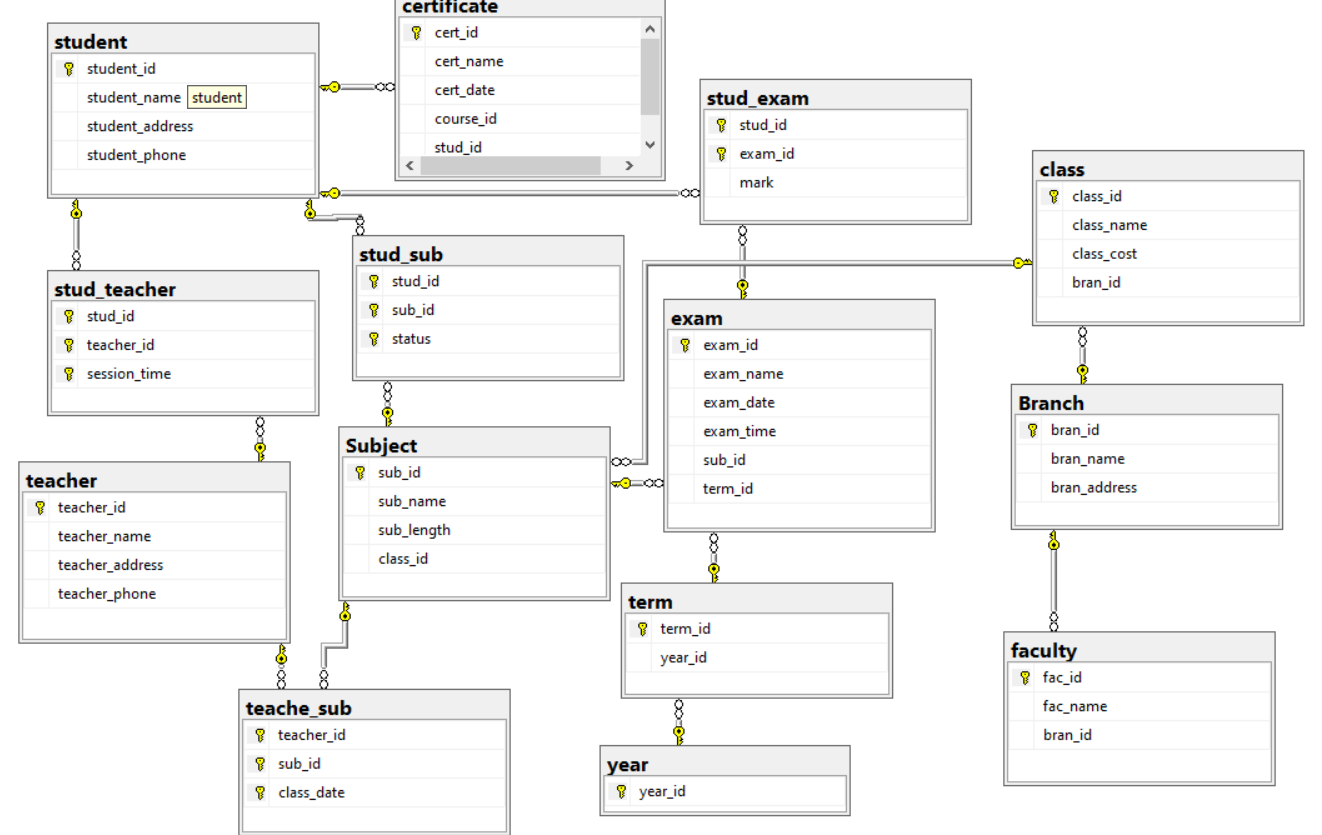 certificate
cert_id
cert_name
cert_date
course_id
stud_id
student
student_id
student_name
student
student_address
student_phone
stud_exam
stud_id
exam_id
mark
class
class_id
class_name
class_cost
bran_id
stud_sub
stud_id
sub_id
status
stud_teacher
stud_id
teacher_id
session_time
exam
exam_id
exam_name
exam_date
exam_time
sub_id
term_id
Branch
bran_id
bran_name
bran_address
Subject
sub_id
sub_name
sub_length
class_id
teacher
teacher_id
teacher_name
teacher_address
teacher_phone
term
term_id
year_id
faculty
fac_id
fac_name
bran_id
teache_sub
teacher_id
sub_id
class_date
year
year_id